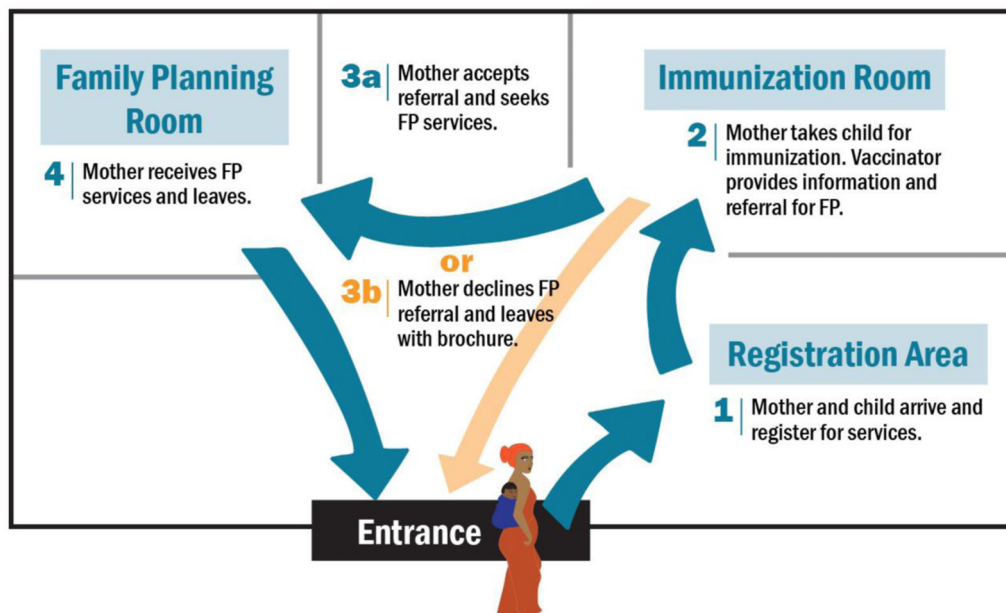 Family Planning
Room
4
Mother receives FP
services and leaves.
3a
Mother accepts
referral and seeks
FP services.
Immunization Room
2
Mother takes child for
immunization. Vaccinator
provides information and
referral for FP.
or
3b
Mother declines FP
referral and leaves
with brochure.
Registration Area
1
Mother and child arrive and
register for services.
Entrance